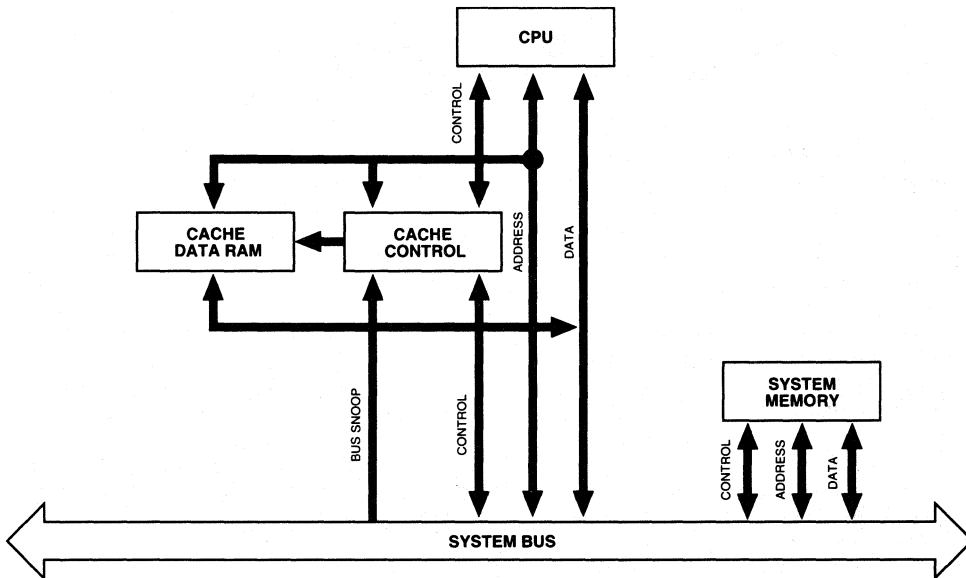 CPU
CONTROL
CACHE
DATA RAM
CACHE
CONTROL
ADDRESS
DATA
BUS SNOOP
CONTROL
SYSTEM
MEMORY
CONTROL
ADDRESS
DATA
SYSTEM BUS